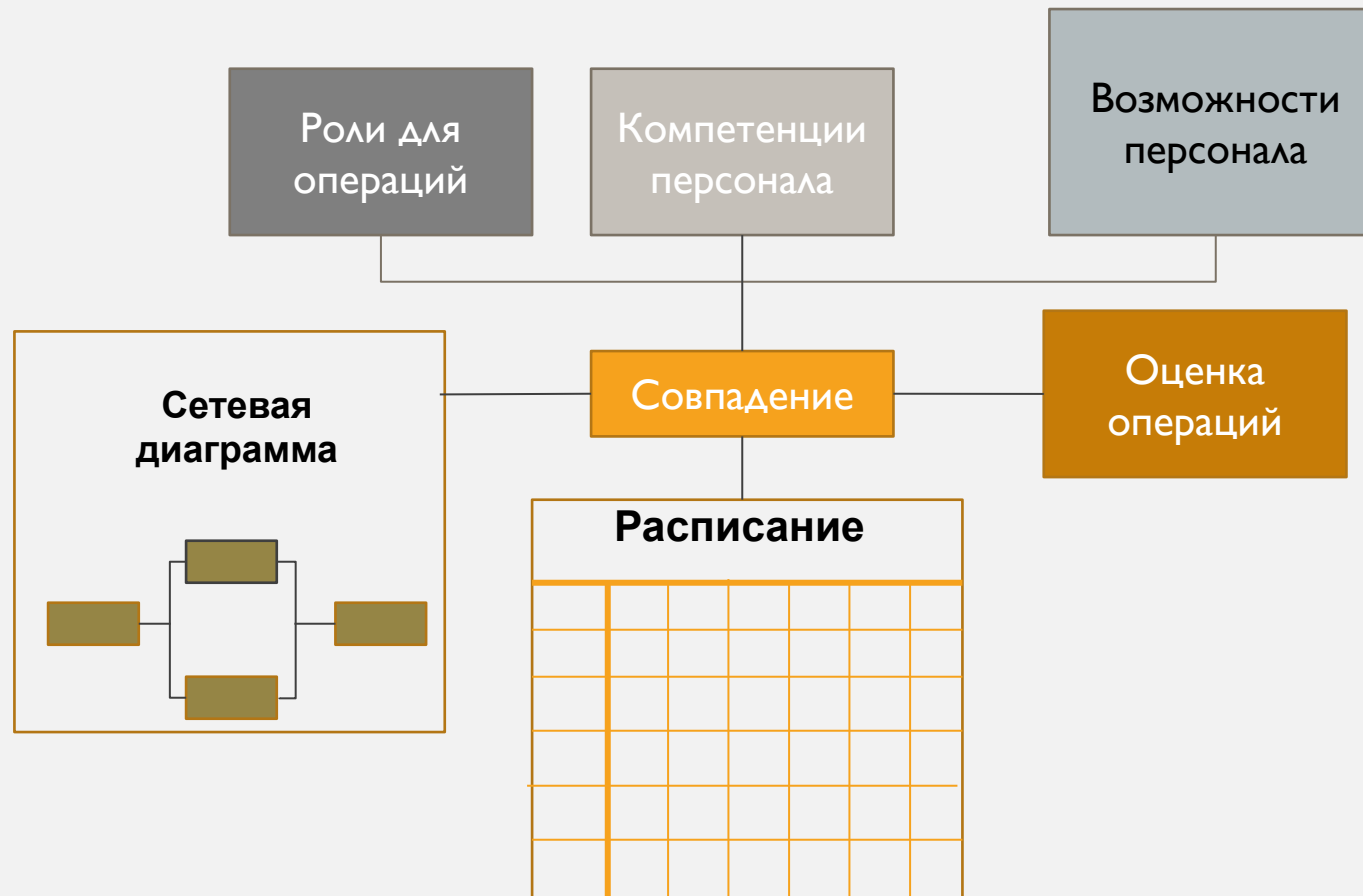 Роли для
операций
Компетенции
персонала
Возможности
персонала
Сетевая
диаграмма
Совпадение
Оценка
операций
Расписание